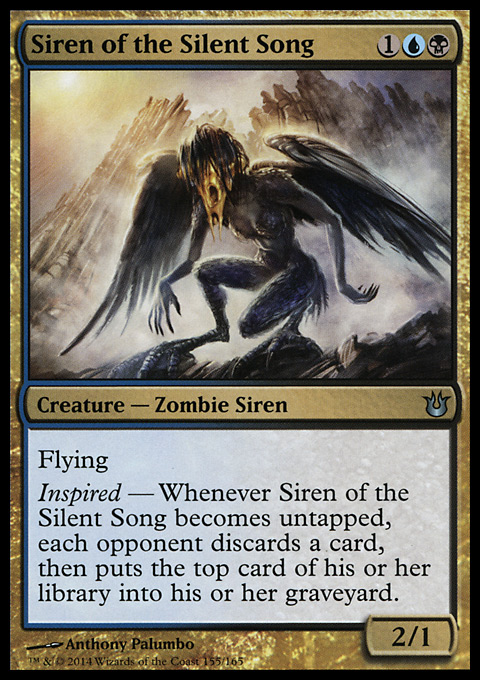 Siren of the Silent Song 1
Creature — Zombie Siren
Flying
Inspired — Whenever Siren of the
Silent Song becomes untapped,
each opponent discards a card,
then puts the top card of his or her
library into his or her graveyard.
2/1
Anthony Palumbo
™ & © 2014 Wizards of the Coast 155/165